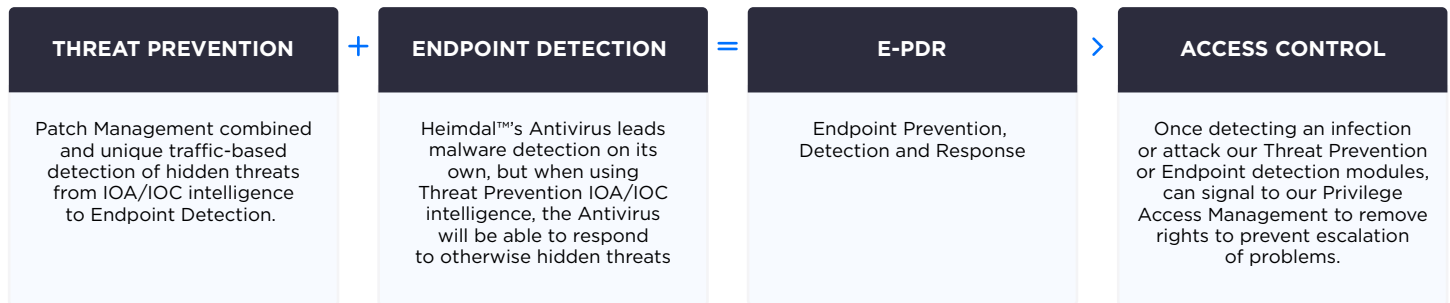 THREAT PREVENTION
+
ENDPOINT DETECTION
=
E-PDR
>
ACCESS CONTROL
Patch Management combined
and unique traffic-based
detection of hidden threats
from IOA/IOC intelligence
to Endpoint Detection.
Heimdal™'s Antivirus leads
malware detection on its
own, but when using
Threat Prevention IOA/IOC
intelligence, the Antivirus
will be able to respond
to otherwise hidden threats
Endpoint Prevention,
Detection and Response
Once detecting an infection
or attack our Threat Prevention
or Endpoint detection modules,
can signal to our Privilege
Access Management to remove
rights to prevent escalation
of problems.